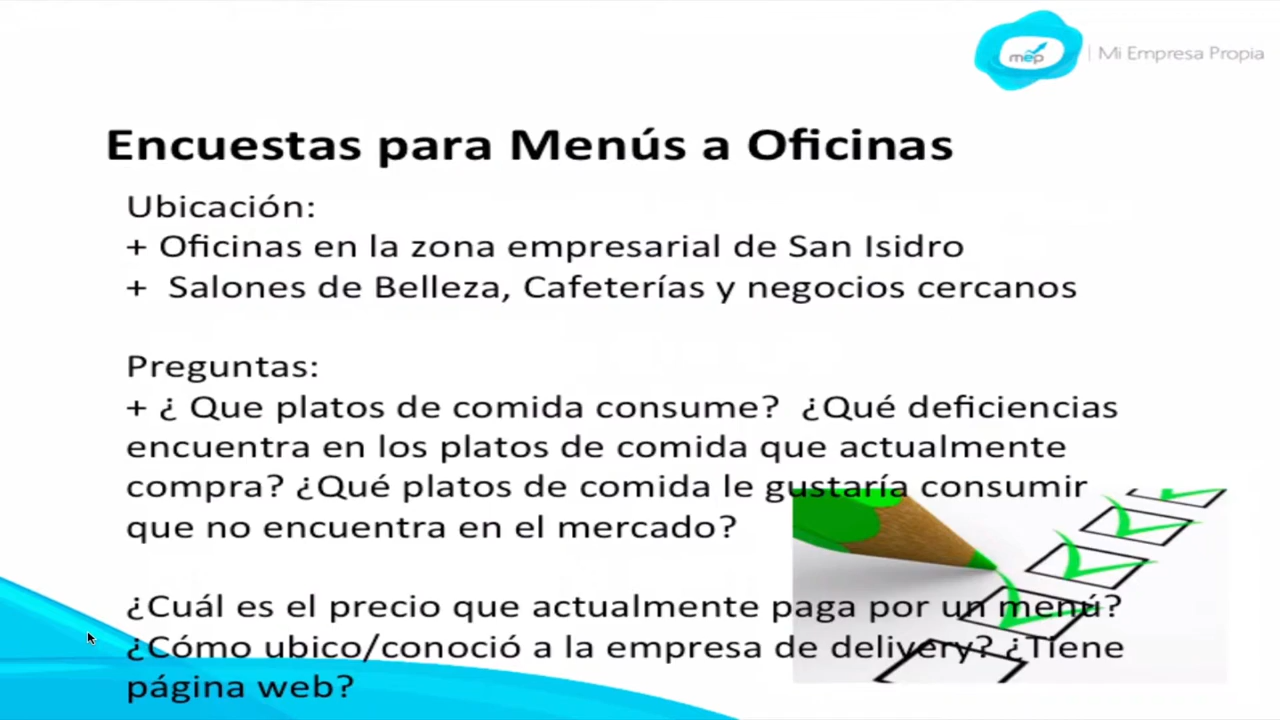 mep | Mi Empresa Propia
Encuestas para Menús a Oficinas
Ubicación:
+ Oficinas en la zona empresarial de San Isidro
+ Salones de Belleza, Cafeterías y negocios cercanos
Preguntas:
+ ¿ Que platos de comida consume? ¿Qué deficiencias
encuentra en los platos de comida que actualmente
compra? ¿Qué platos de comida le gustaría consumir
que no encuentra en el mercado?
¿Cuál es el precio que actualmente paga por un menú?
¿Cómo ubico/conoció a la empresa de delivery? ¿Tiene
página web?